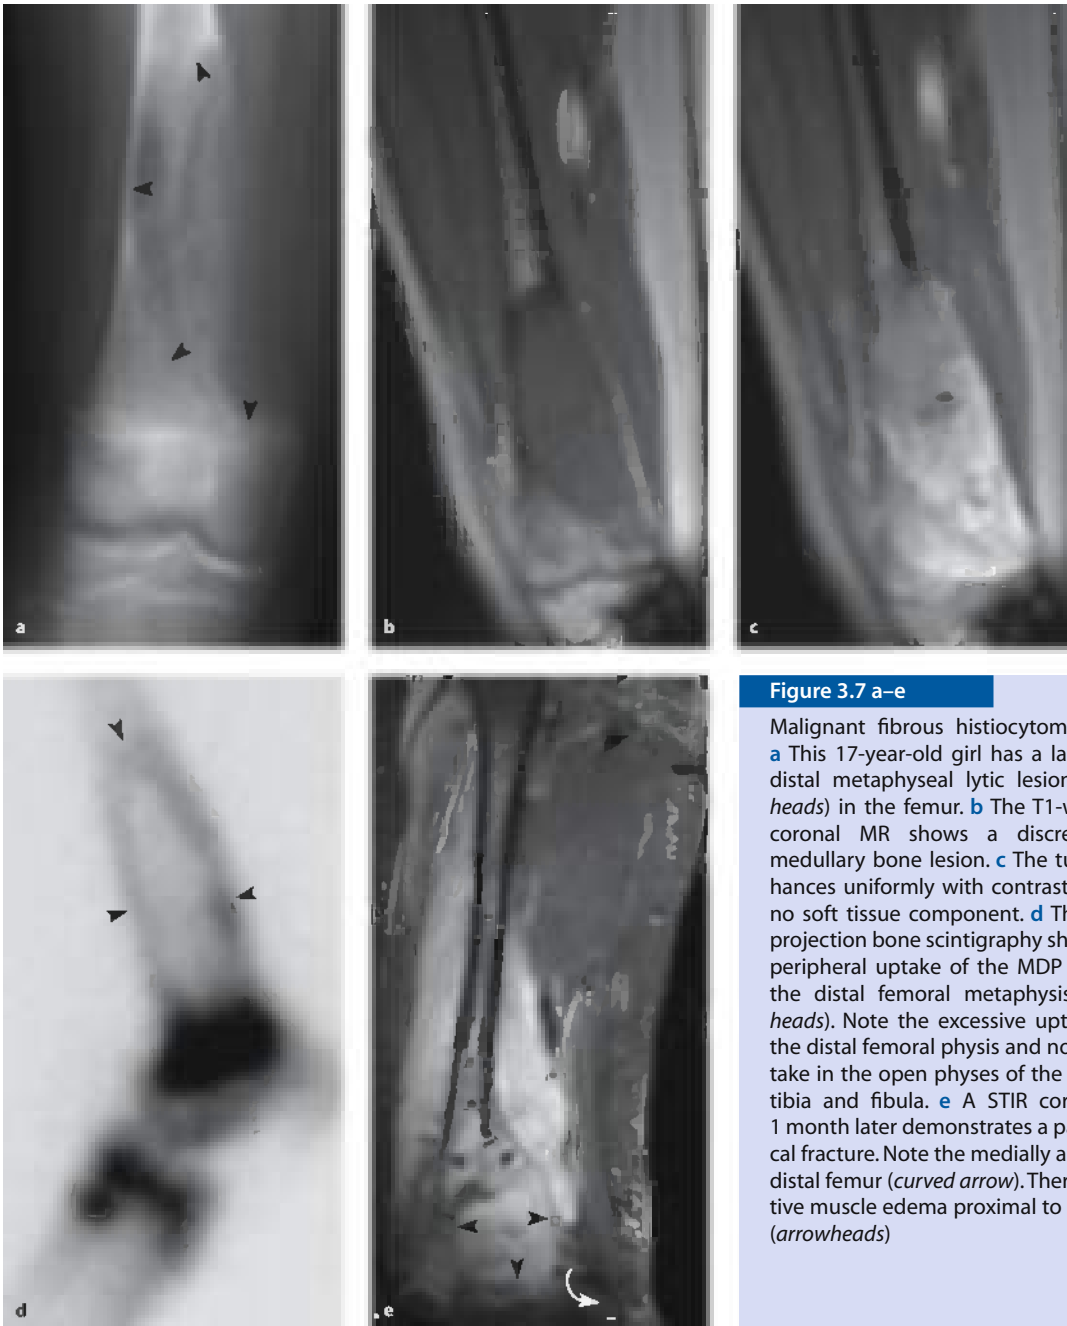 a
b
c
d
e
Figure 3.7 a–e
Malignant fibrous histiocytom
a This 17-year-old girl has a la
distal metaphyseal lytic lesion
heads) in the femur. b The T1-v
coronal MR shows a discre
medullary bone lesion. c The tu
hances uniformly with contrast
no soft tissue component. d Th
projection bone scintigraphy sh
peripheral uptake of the MDP
the distal femoral metaphysis
heads). Note the excessive upt
the distal femoral physis and no
take in the open physes of the
tibia and fibula. e A STIR cor
1 month later demonstrates a pa
cal fracture. Note the medially a
distal femur (curved arrow). Ther
tive muscle edema proximal to
(arrowheads)